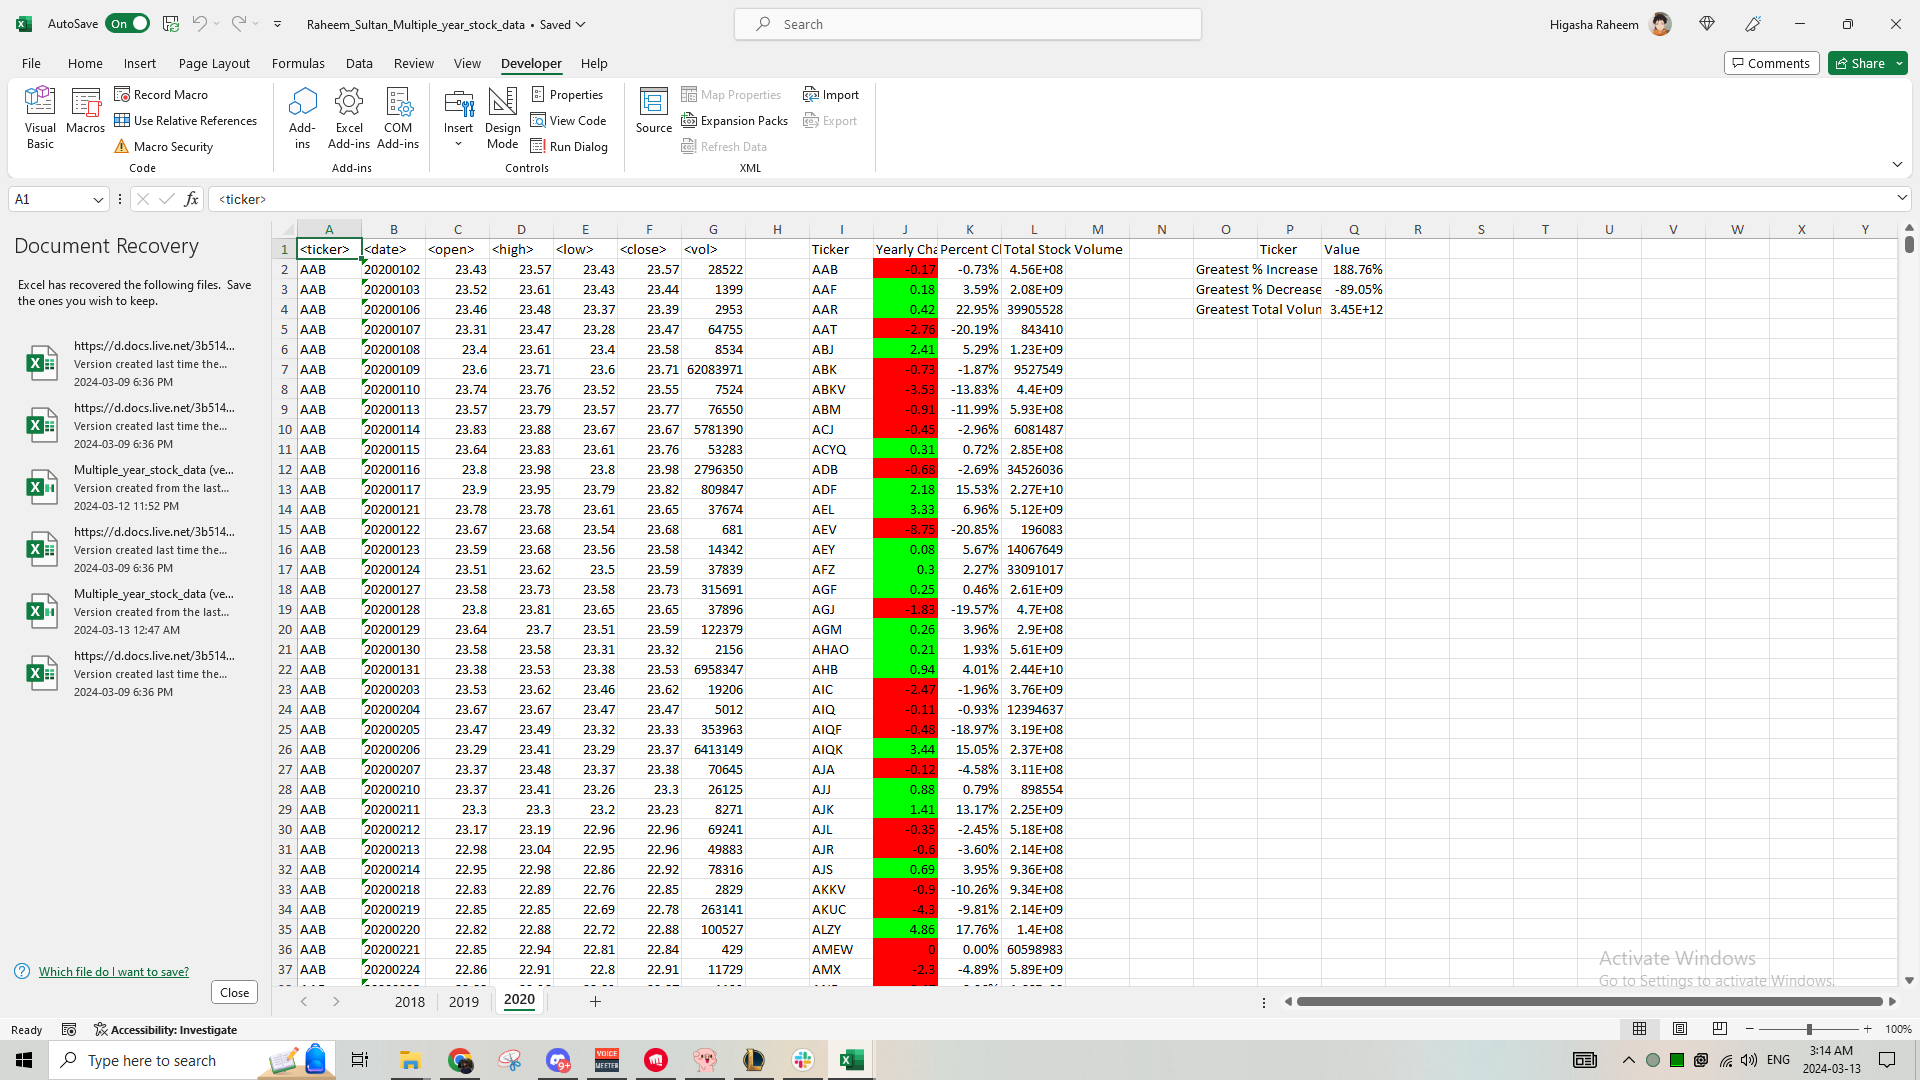 AutoSave On Raheem_Sultan_Multiple_year_stock_data • Saved Search Higasha Raheem
File Home Insert Page Layout Formulas Data Review View Developer Help Comments Share
Visual Basic
Macros
Record Macro
Use Relative References
Macro Security
Code
Add-ins
Excel Add-ins
COM Add-ins
Add-ins
Insert
Design Mode
Properties
View Code
Run Dialog
Controls
Source
Map Properties
Expansion Packs
Refresh Data
Import
Export
XML
A1 fx <ticker>
Document Recovery
Excel has recovered the following files. Save
the ones you wish to keep.
https://d.docs.live.net/3b514...
Version created last time the...
2024-03-09 6:36 PM
https://d.docs.live.net/3b514...
Version created last time the...
2024-03-09 6:36 PM
Multiple_year_stock_data (ve...
Version created from the last...
2024-03-12 11:52 PM
https://d.docs.live.net/3b514...
Version created last time the...
2024-03-09 6:36 PM
Multiple_year_stock_data (ve...
Version created from the last...
2024-03-13 12:47 AM
https://d.docs.live.net/3b514...
Version created last time the...
2024-03-09 6:36 PM
Which file do I want to save?
Close
A B C D E F G H I J K L M N O P Q R S T U V W X Y
1 <ticker> <date> <open> <high> <low> <close> <vol> Ticker Yearly Cha Percent Cl Total Stock Volume Ticker Value
2 AAB 20200102 23.43 23.57 23.43 23.57 28522 AAB -0.17 -0.73% 4.56E+08 Greatest % Increase 188.76%
3 AAB 20200103 23.52 23.61 23.43 23.44 1399 AAF 0.18 3.59% 2.08E+09 Greatest % Decrease -89.05%
4 AAB 20200106 23.46 23.48 23.37 23.39 2953 AAR 0.42 22.95% 39905528 Greatest Total Volun 3.45E+12
5 AAB 20200107 23.31 23.47 23.28 23.47 64755 AAT -2.76 -20.19% 843410
6 AAB 20200108 23.4 23.61 23.4 23.58 8534 ABJ 2.41 5.29% 1.23E+09
7 AAB 20200109 23.6 23.71 23.6 23.71 62083971 ABK -0.73 -1.87% 9527549
8 AAB 20200110 23.74 23.76 23.52 23.55 7524 ABKV -3.53 -13.83% 4.4E+09
9 AAB 20200113 23.57 23.79 23.57 23.77 76550 ABM -0.91 -11.99% 5.93E+08
10 AAB 20200114 23.83 23.88 23.67 23.67 5781390 ACJ -0.45 -2.96% 6081487
11 AAB 20200115 23.64 23.83 23.61 23.76 53283 ACYQ 0.31 0.72% 2.85E+08
12 AAB 20200116 23.8 23.98 23.8 23.98 2796350 ADB -0.68 -2.69% 34526036
13 AAB 20200117 23.9 23.95 23.79 23.82 809847 ADF 2.18 15.53% 2.27E+10
14 AAB 20200121 23.78 23.78 23.61 23.65 37674 AEL 3.33 6.96% 5.12E+09
15 AAB 20200122 23.67 23.68 23.54 23.68 681 AEV -8.75 -20.85% 196083
16 AAB 20200123 23.59 23.68 23.56 23.58 14342 AEY 0.08 5.67% 14067649
17 AAB 20200124 23.51 23.62 23.5 23.59 37839 AFZ 0.3 2.27% 33091017
18 AAB 20200127 23.58 23.73 23.58 23.73 315691 AGF 0.25 0.46% 2.61E+09
19 AAB 20200128 23.8 23.81 23.65 23.65 37896 AGJ -1.83 -19.57% 4.7E+08
20 AAB 20200129 23.64 23.7 23.51 23.59 122379 AGM 0.26 3.96% 2.9E+08
21 AAB 20200130 23.58 23.58 23.31 23.32 2156 AHAO 0.21 1.93% 5.61E+09
22 AAB 20200131 23.38 23.53 23.38 23.53 6958347 AHB 0.94 4.01% 2.44E+10
23 AAB 20200203 23.53 23.62 23.46 23.62 19206 AIC -2.47 -1.96% 3.76E+09
24 AAB 20200204 23.67 23.67 23.47 23.47 5012 AIQ -0.11 -0.93% 12394637
25 AAB 20200205 23.47 23.49 23.32 23.33 353963 AIQF -0.48 -18.97% 3.19E+08
26 AAB 20200206 23.29 23.41 23.29 23.37 6413149 AIQK 3.44 15.05% 2.37E+08
27 AAB 20200207 23.37 23.48 23.37 23.38 70645 AJA -0.12 -4.58% 3.11E+08
28 AAB 20200210 23.37 23.41 23.26 23.3 26125 AJJ 0.88 0.79% 898554
29 AAB 20200211 23.3 23.3 23.2 23.23 8271 AJK 1.41 13.17% 2.25E+09
30 AAB 20200212 23.17 23.19 22.96 22.96 69241 AJL -0.35 -2.45% 5.18E+08
31 AAB 20200213 22.98 23.04 22.95 22.96 49883 AJR -0.6 -3.60% 2.14E+08
32 AAB 20200214 22.95 22.98 22.86 22.92 78316 AJS 0.69 3.95% 9.36E+08
33 AAB 20200218 22.83 22.89 22.76 22.85 2829 AKKV -0.9 -10.26% 9.34E+08
34 AAB 20200219 22.85 22.85 22.69 22.78 263141 AKUC -4.3 -9.81% 2.14E+09
35 AAB 20200220 22.82 22.88 22.72 22.88 100527 ALZY 4.86 17.76% 1.4E+08
36 AAB 20200221 22.85 22.94 22.81 22.84 429 AMEW 0 0.00% 60598983
37 AAB 20200224 22.86 22.91 22.8 22.91 11729 AMX -2.3 -4.89% 5.89E+09
Activate Windows
Go to Settings to activate Windows.
2018 2019 2020
Ready Accessibility: Investigate 100%
Type here to search
9+
VOICE MEETER
ENG
3:14 AM
2024-03-13